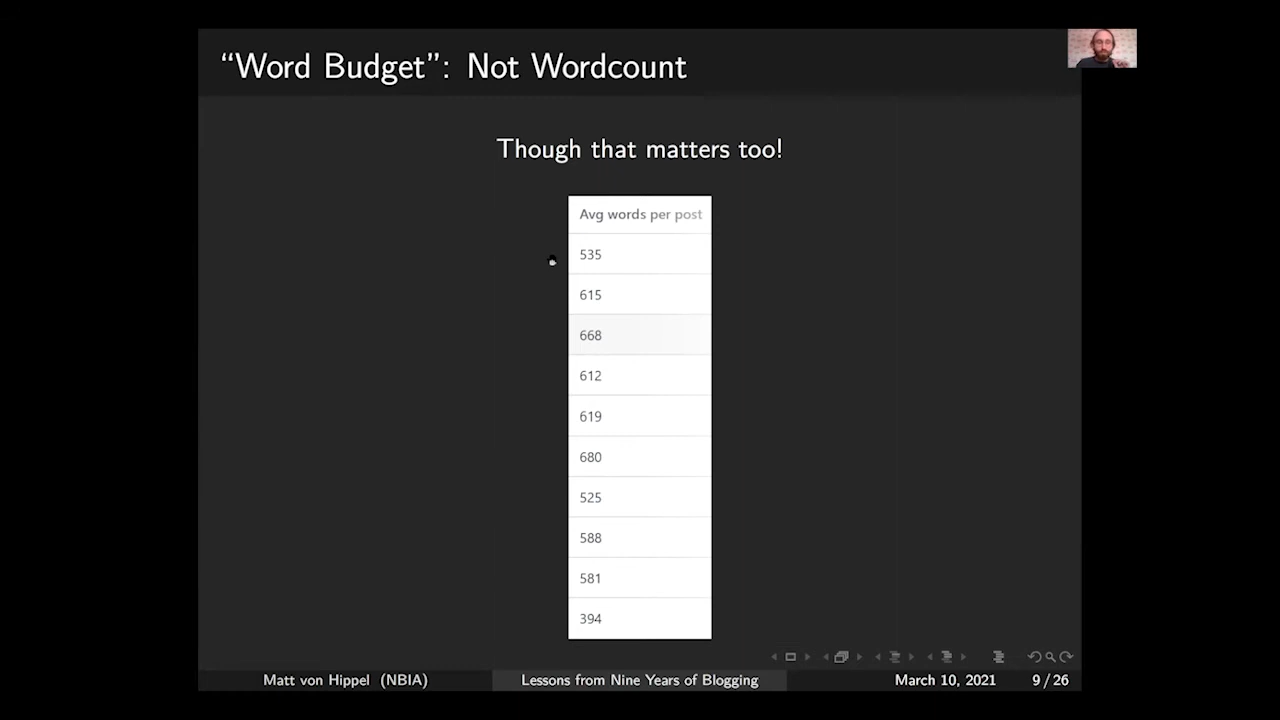 “Word Budget”: Not Wordcount
Though that matters too!
Avg words per post
535
615
668
612
619
680
525
588
581
394
Matt von Hippel (NBIA) Lessons from Nine Years of Blogging March 10, 2021 9 / 26